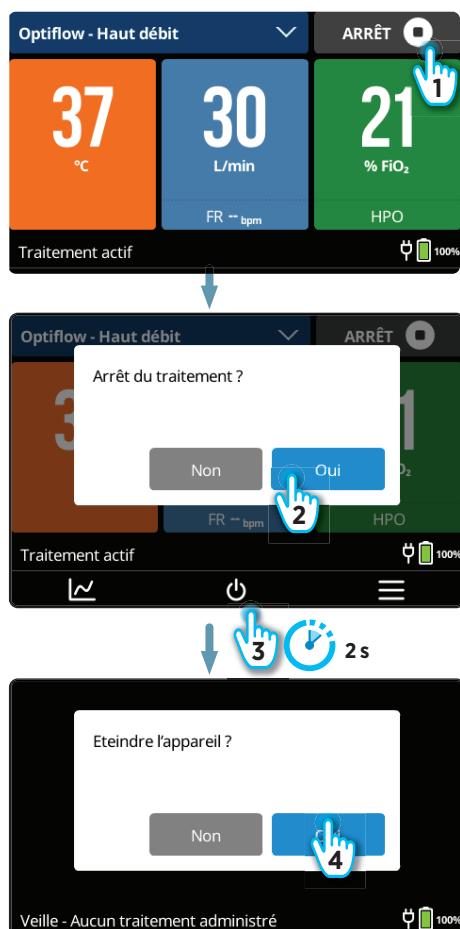 Optiflow - Haut débit
ARRÊT
1
37
30
21
°C
L/min
% FiO₂
FR -- bpm
HPO
Traitement actif
100%
Optiflow - Haut débit
ARRÊT
Arrêt du traitement ?
Non
Oui
2
FR -- bpm
HPO
Traitement actif
100%
3
2 s
Eteindre l'appareil ?
Non
4
Veille - Aucun traitement administré
100%